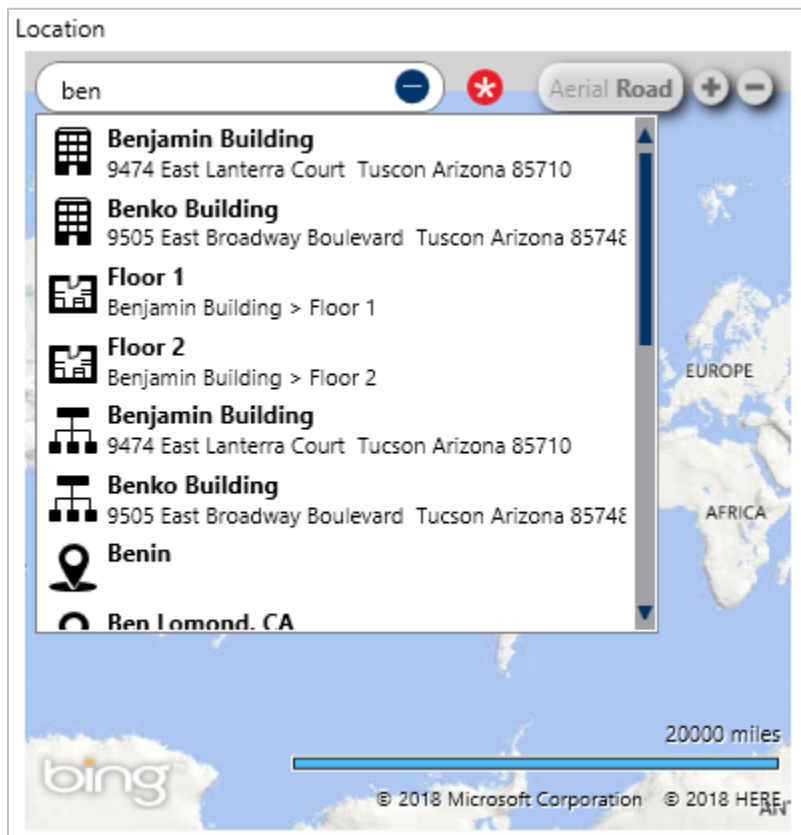 Location
ben
Aerial Road
Benjamin Building
9474 East Lanterra Court Tuscon Arizona 85710
Benko Building
9505 East Broadway Boulevard Tuscon Arizona 85748
Floor 1
Benjamin Building > Floor 1
Floor 2
Benjamin Building > Floor 2
Benjamin Building
9474 East Lanterra Court Tucson Arizona 85710
Benko Building
9505 East Broadway Boulevard Tucson Arizona 85748
Benin
Ben Lomond, CA
EUROPE
AFRICA
20000 miles
bing
© 2018 Microsoft Corporation © 2018 HERE